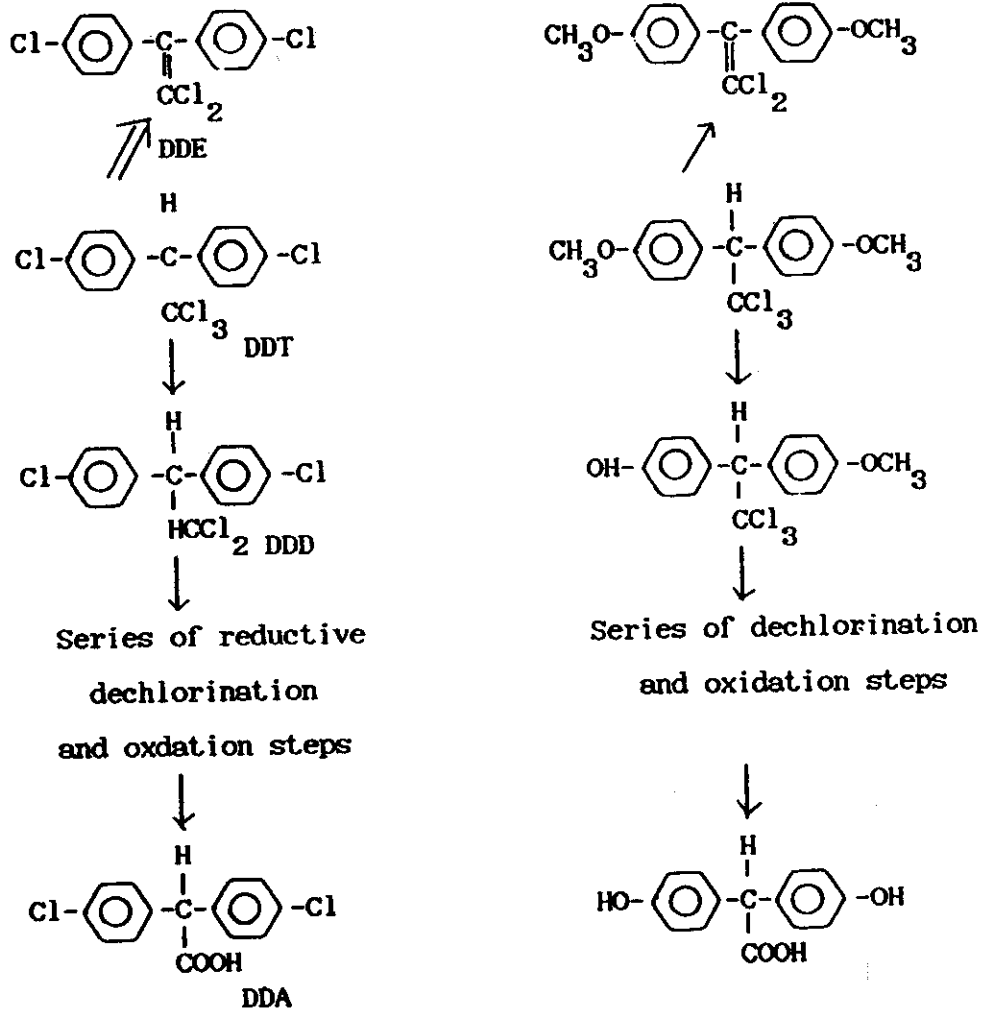 Cl- -C- -Cl
CCl2
DDE
H
Cl- -C- -Cl
CCl3
DDT
H
Cl- -C- -Cl
HCCl2 DDD
Series of reductive
dechlorination
and oxdation steps
H
Cl- -C- -Cl
COOH
DDA
CH3O- -C- -OCH3
CCl2
H
CH3O- -C- -OCH3
CCl3
H
OH- -C- -OCH3
CCl3
Series of dechlorination
and oxidation steps
H
HO- -C- -OH
COOH